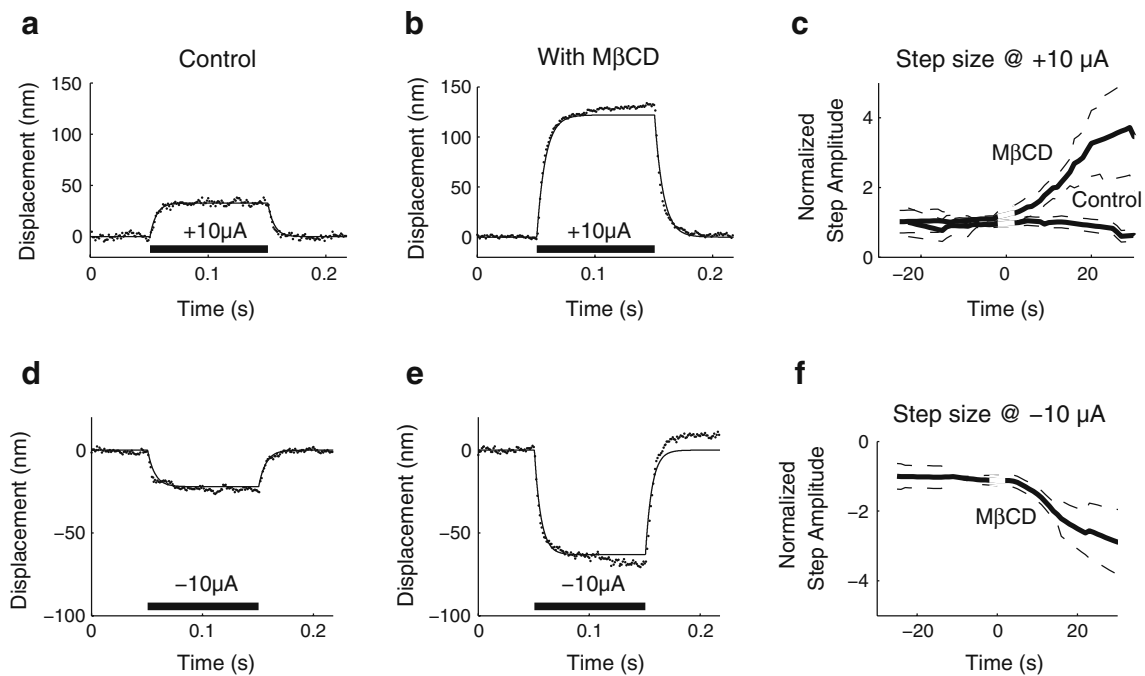 a
Control
Displacement (nm)
150
100
50
0
+10µA
0
0.1
0.2
Time (s)
b
With MβCD
Displacement (nm)
150
100
50
0
+10µA
0
0.1
0.2
Time (s)
c
Step size @ +10 µA
Normalized
Step Amplitude
4
2
0
MβCD
Control
−20
0
20
Time (s)
d
Displacement (nm)
0
−50
−100
−10µA
0
0.1
0.2
Time (s)
e
Displacement (nm)
0
−50
−100
−10µA
0
0.1
0.2
Time (s)
f
Step size @ −10 µA
Normalized
Step Amplitude
0
−2
−4
MβCD
−20
0
20
Time (s)